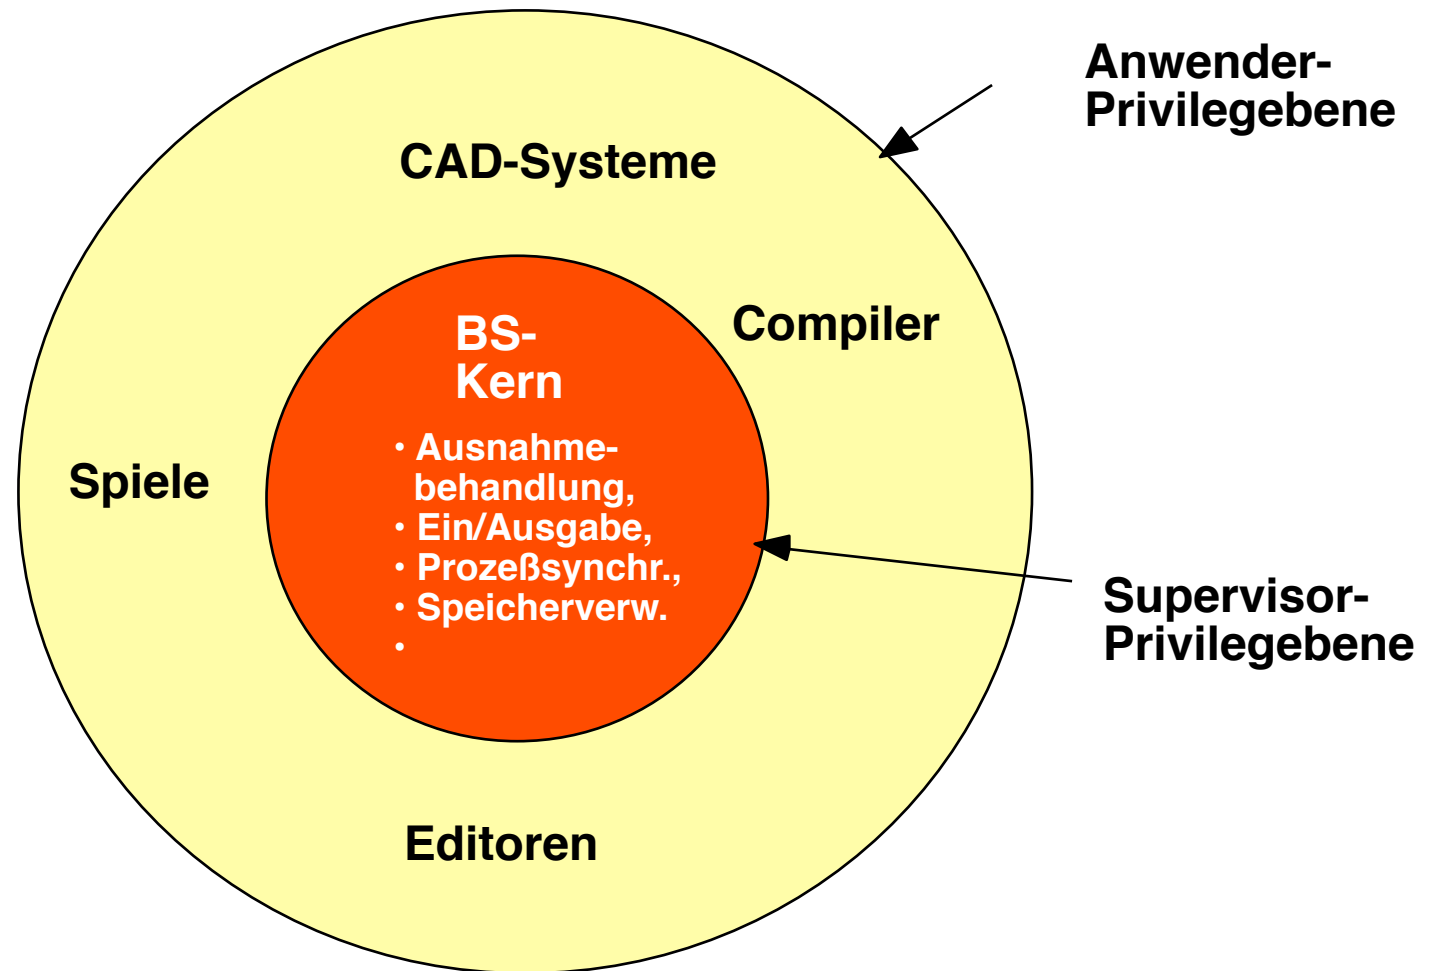 Anwender-
Privilegebene
CAD-Systeme
Compiler
BS-
Kern
• Ausnahme-
behandlung,
• Ein/Ausgabe,
• Prozeßsynchr.,
• Speicherverw.
•
Spiele
Supervisor-
Privilegebene
Editoren